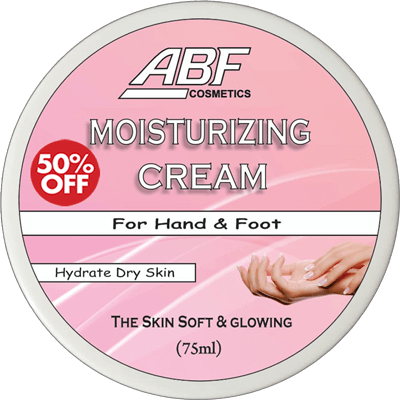 ABF
COSMETICS
MOISTURIZING
CREAM
50%
OFF
For Hand & Foot
Hydrate Dry Skin
THE SKIN SOFT & GLOWING
(75ml)